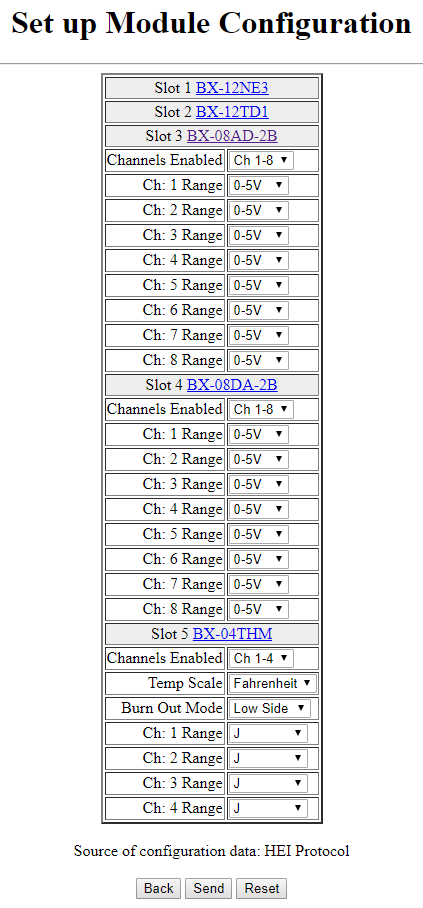 Set up Module Configuration
Slot 1 BX-12NE3
Slot 2 BX-12TD1
Slot 3 BX-08AD-2B
Channels Enabled Ch 1-8
Ch: 1 Range 0-5V
Ch: 2 Range 0-5V
Ch: 3 Range 0-5V
Ch: 4 Range 0-5V
Ch: 5 Range 0-5V
Ch: 6 Range 0-5V
Ch: 7 Range 0-5V
Ch: 8 Range 0-5V
Slot 4 BX-08DA-2B
Channels Enabled Ch 1-8
Ch: 1 Range 0-5V
Ch: 2 Range 0-5V
Ch: 3 Range 0-5V
Ch: 4 Range 0-5V
Ch: 5 Range 0-5V
Ch: 6 Range 0-5V
Ch: 7 Range 0-5V
Ch: 8 Range 0-5V
Slot 5 BX-04THM
Channels Enabled Ch 1-4
Temp Scale Fahrenheit
Burn Out Mode Low Side
Ch: 1 Range J
Ch: 2 Range J
Ch: 3 Range J
Ch: 4 Range J
Source of configuration data: HEI Protocol
Back Send Reset